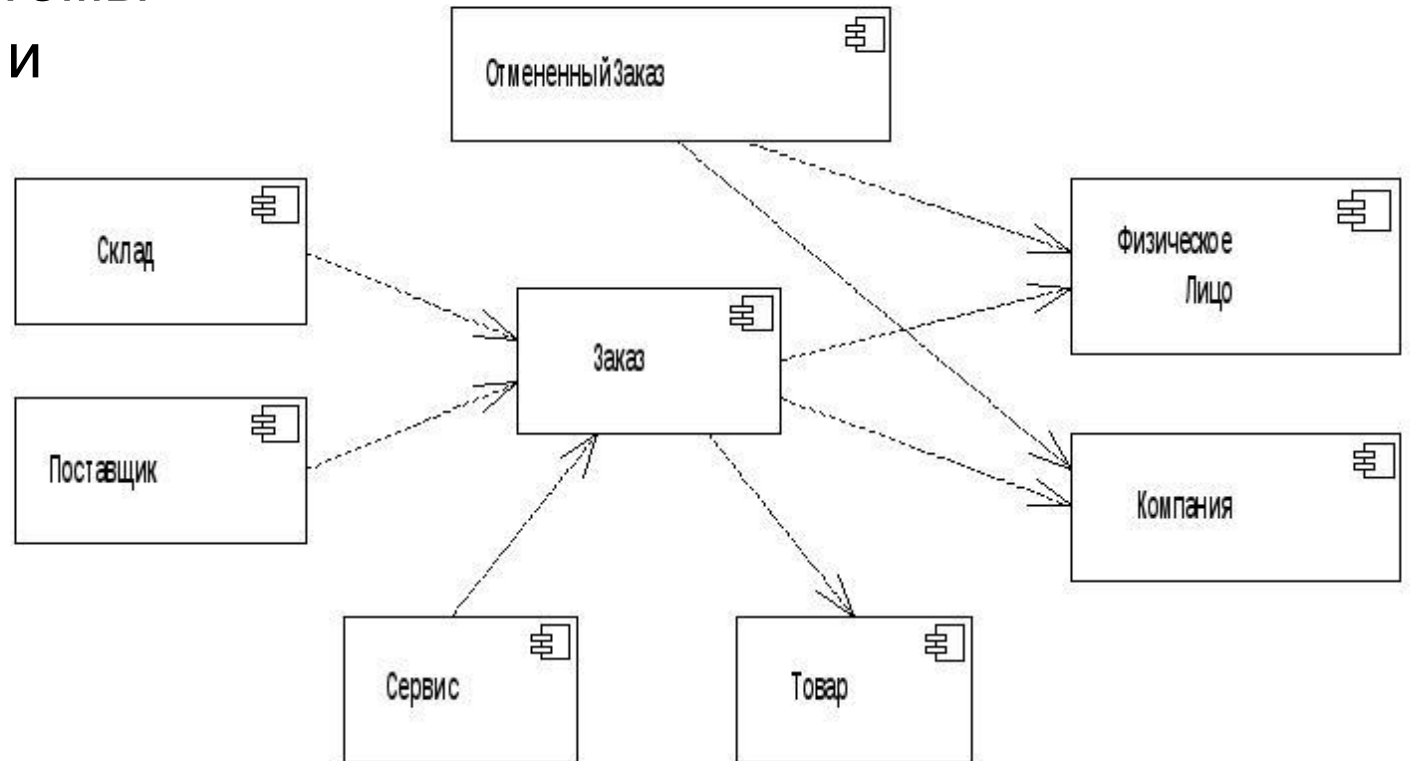 и
ОтмененныйЗаказ
Склад
Физическое
Лицо
Заказ
Поставщик
Компания
Сервис
Товар